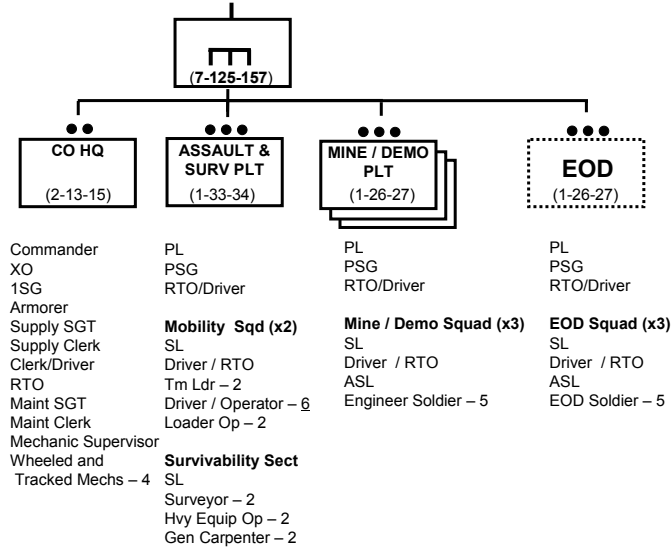 (7-125-157)
CO HQ
(2-13-15)
ASSAULT &
SURV PLT
(1-33-34)
MINE / DEMO
PLT
(1-26-27)
EOD
(1-26-27)
Commander
XO
1SG
Armorer
Supply SGT
Supply Clerk
Clerk/Driver
RTO
Maint SGT
Maint Clerk
Mechanic Supervisor
Wheeled and
Tracked Mechs – 4
PL
PSG
RTO/Driver
Mobility Sqd (x2)
SL
Driver / RTO
Tm Ldr – 2
Driver / Operator – 6
Loader Op – 2
Survivability Sect
SL
Surveyor – 2
Hvy Equip Op – 2
Gen Carpenter – 2
PL
PSG
RTO/Driver
Mine / Demo Squad (x3)
SL
Driver / RTO
ASL
Engineer Soldier – 5
PL
PSG
RTO/Driver
EOD Squad (x3)
SL
Driver / RTO
ASL
EOD Soldier – 5